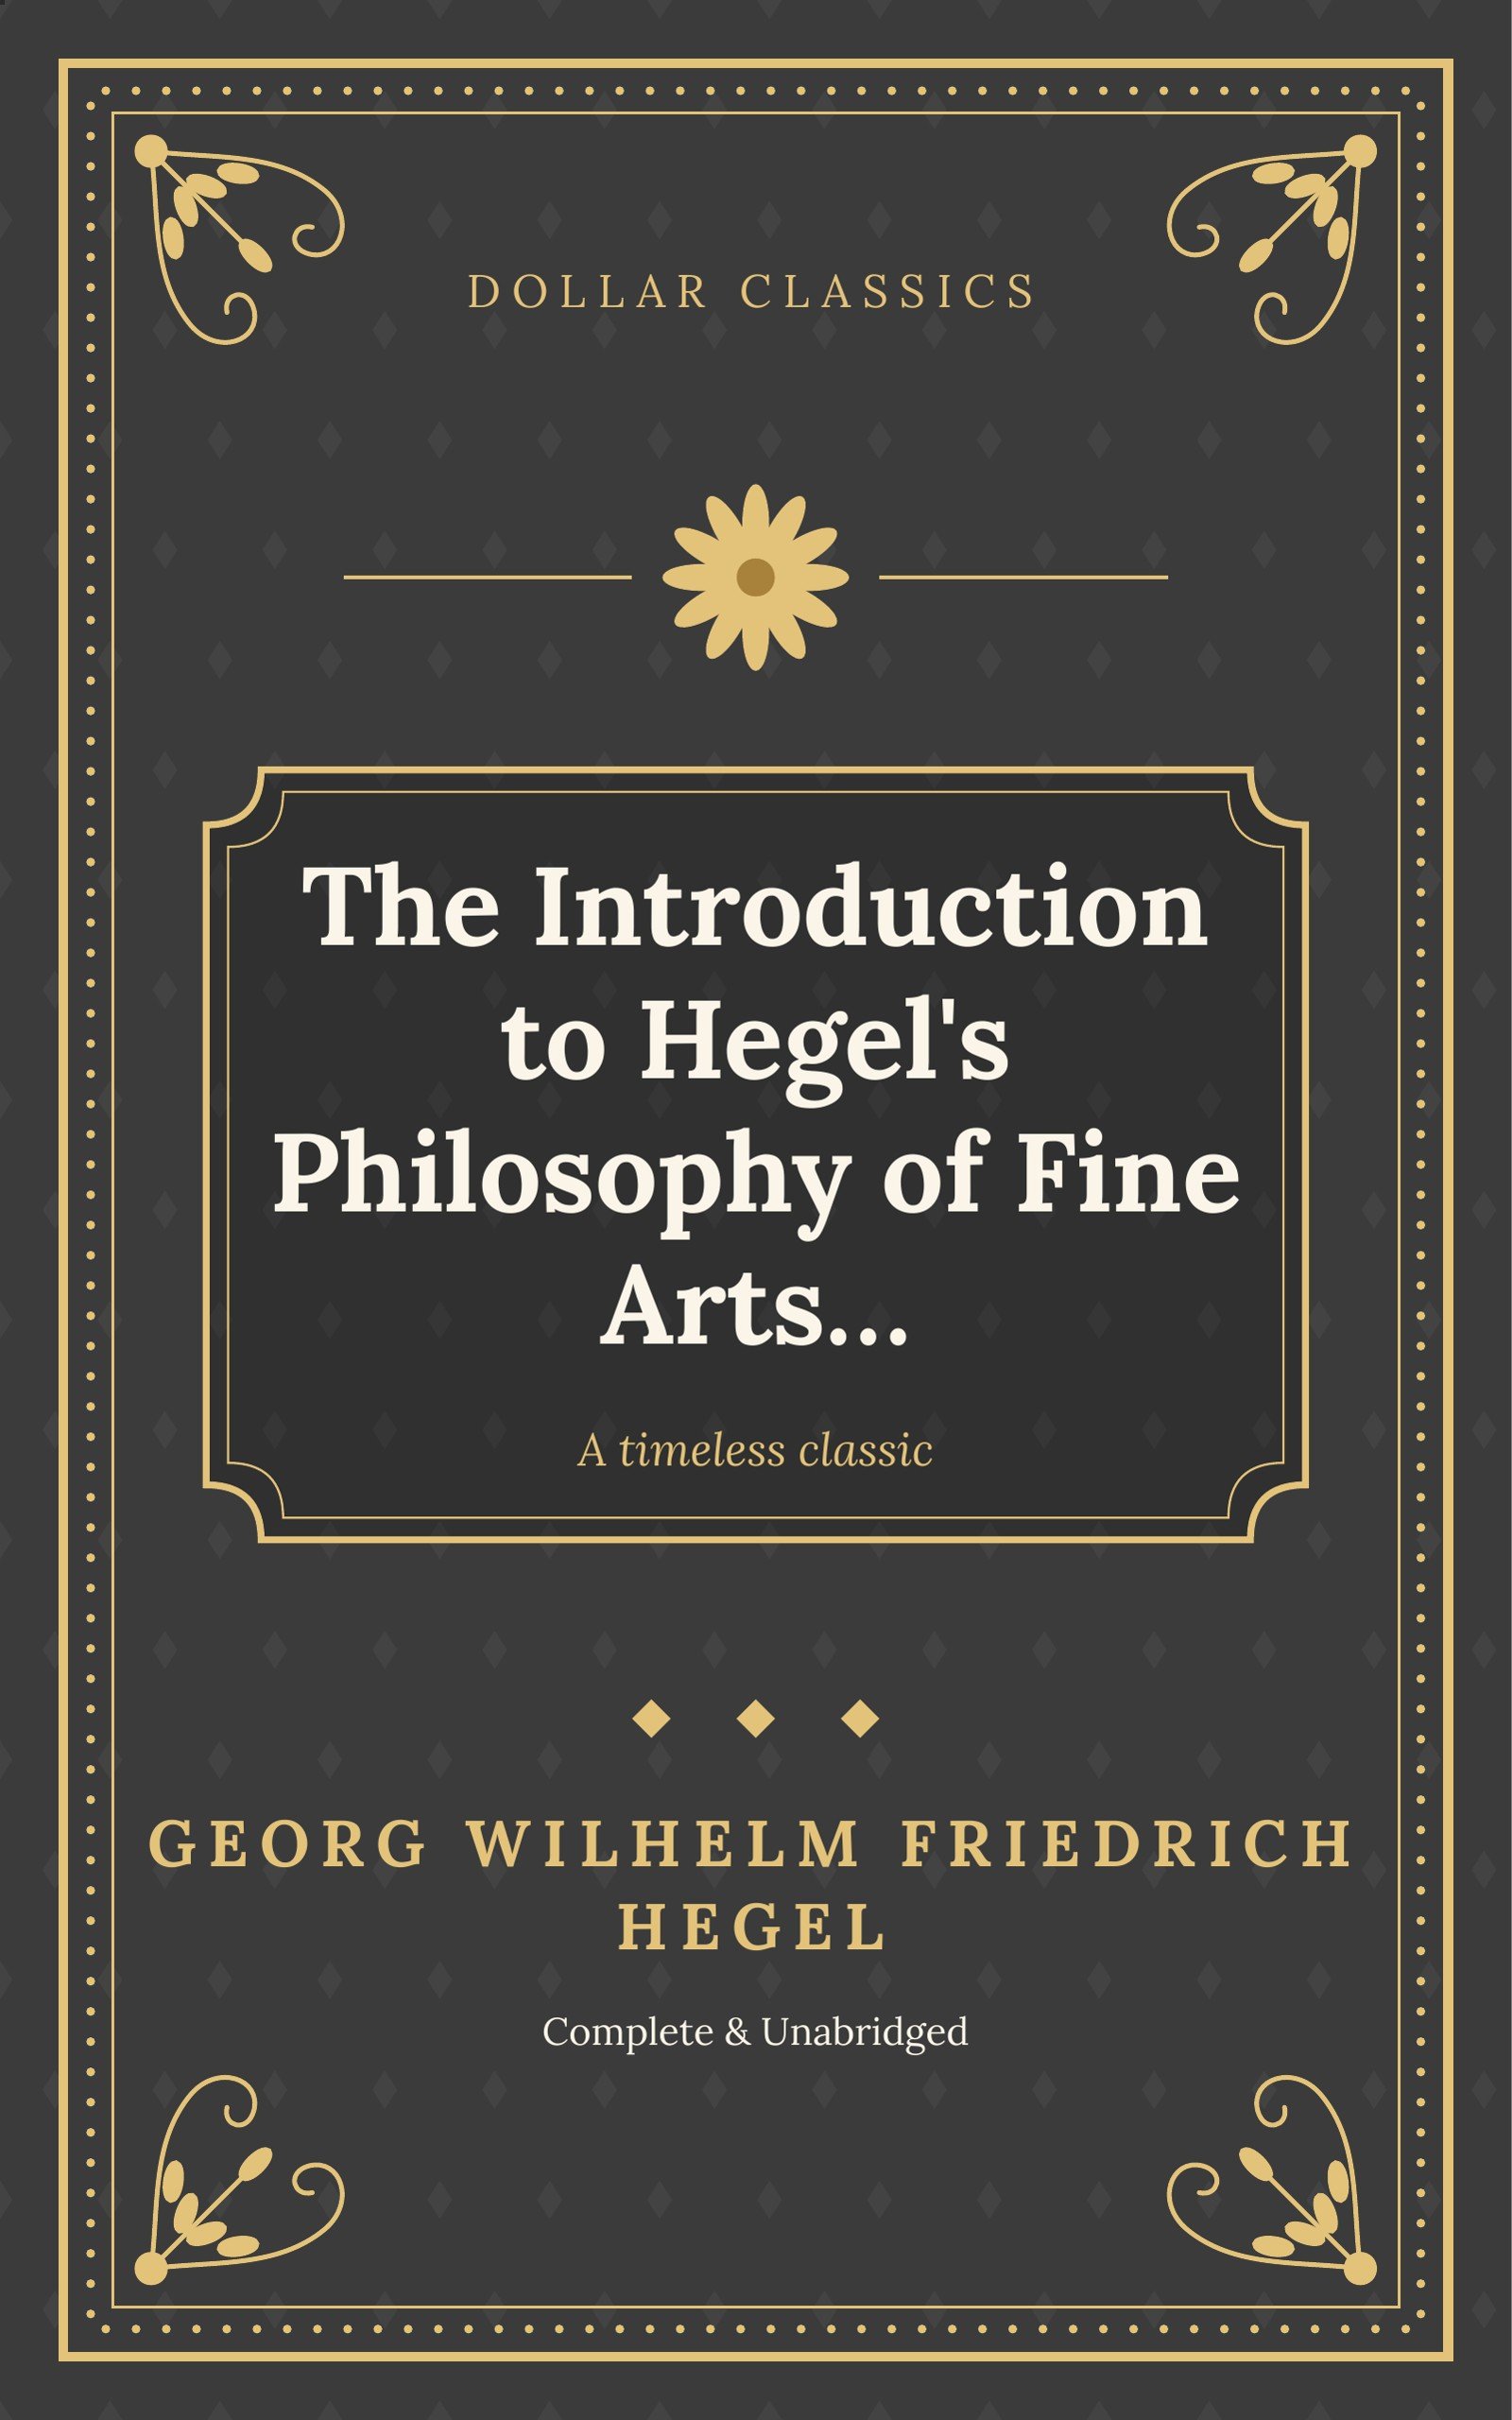 DOLLAR CLASSICS
The Introduction
to Hegel's
Philosophy of Fine
Arts...
A timeless classic
GEORG WILHELM FRIEDRICH
HEGEL
Complete & Unabridged